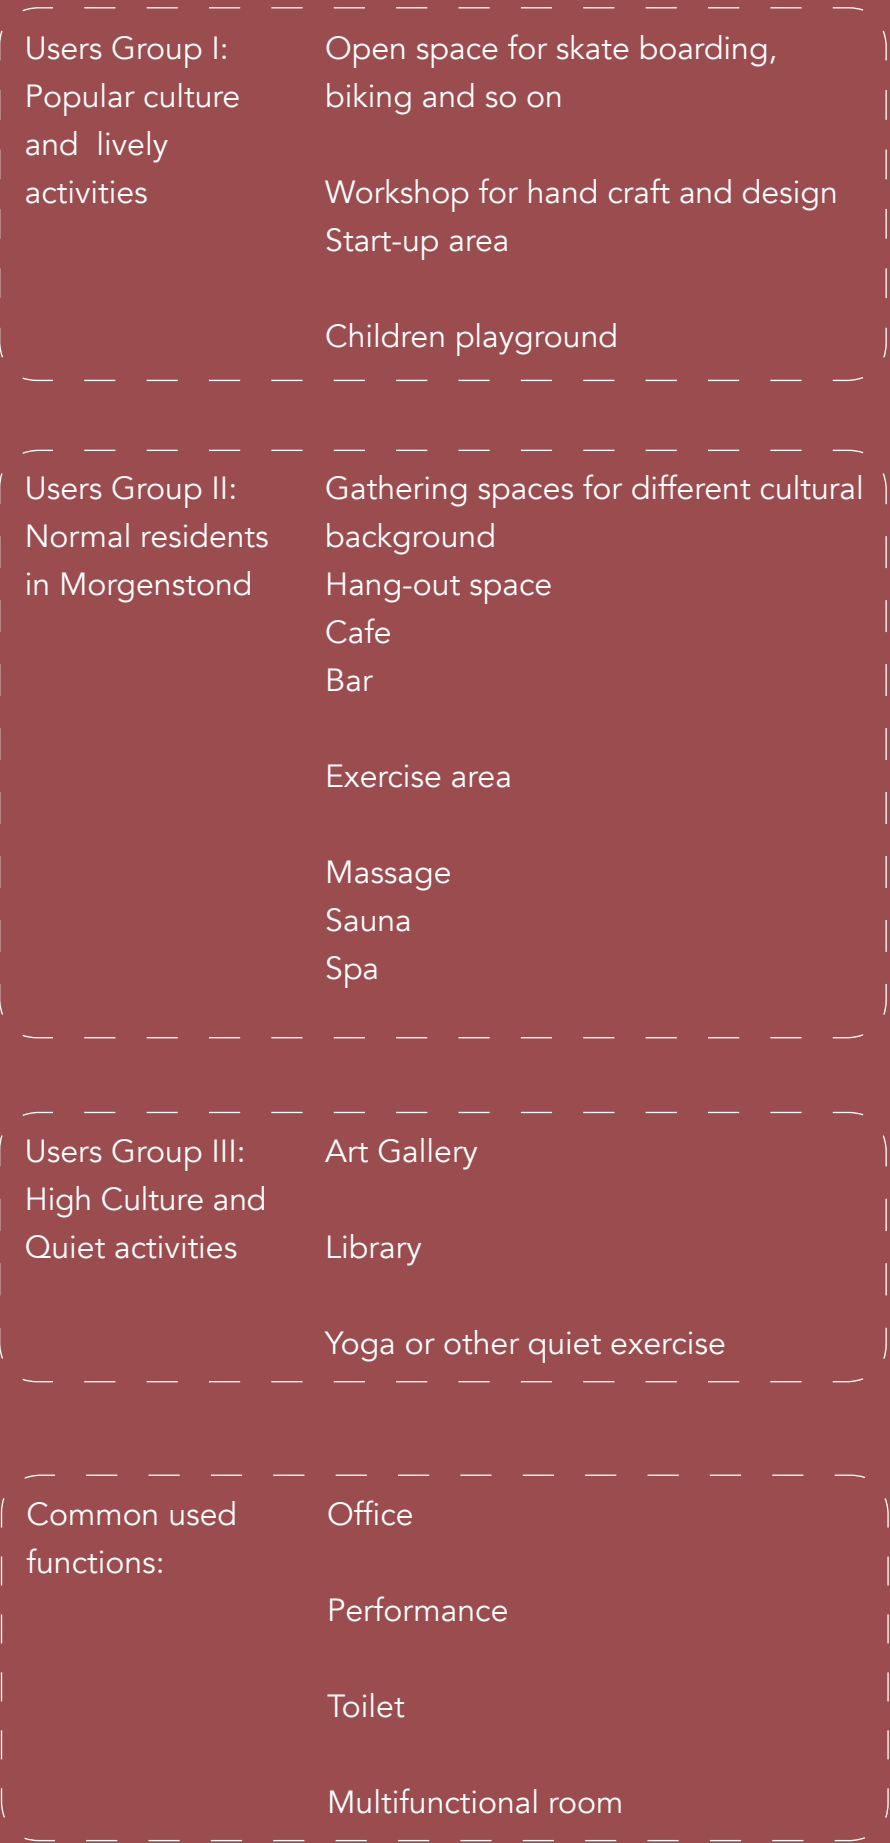 Users Group I:
Popular culture
and  lively
activities
Open space for skate boarding,
biking and so on
Workshop for hand craft and design
Start-up area
Children playground
Users Group II:
Normal residents
in Morgenstond
Gathering spaces for different cultural
background
Hang-out space
Cafe
Bar
Exercise area
Massage
Sauna
Spa
Users Group III:
High Culture and
Quiet activities
Art Gallery
Library
Yoga or other quiet exercise
Common used
functions:
Office
Performance
Toilet
Multifunctional room